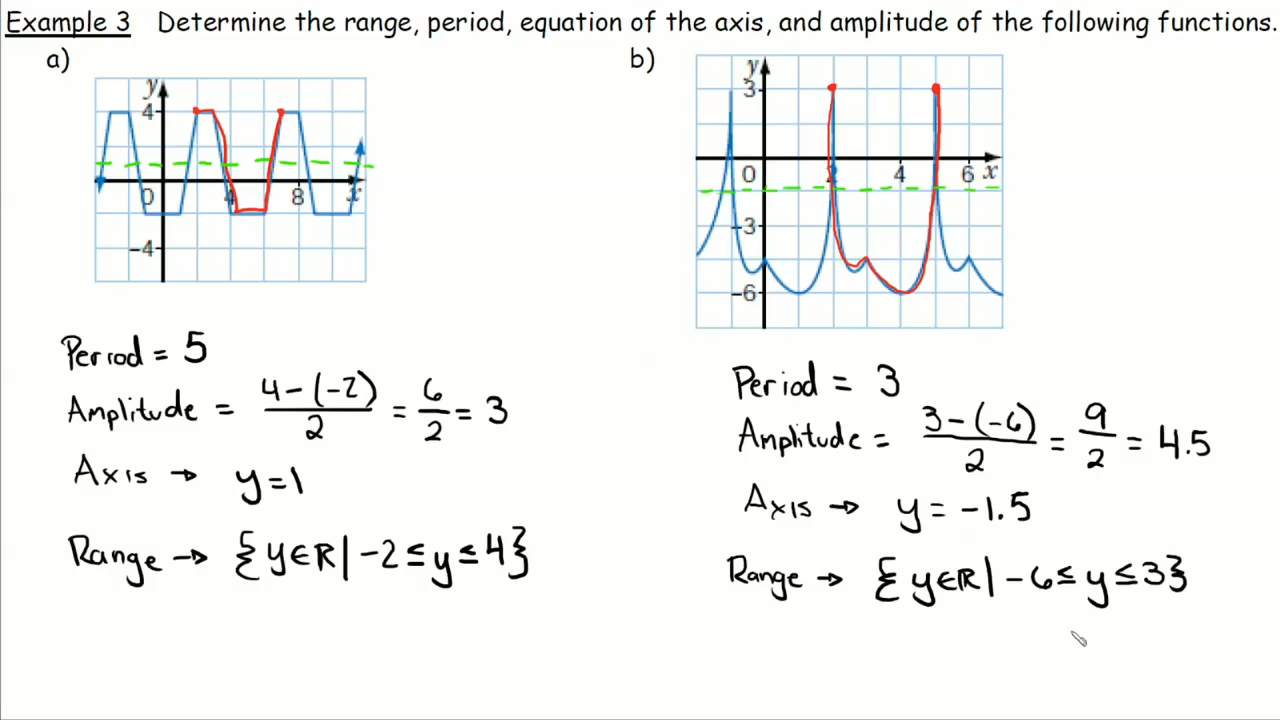 Example 3 Determine the range, period, equation of the axis, and amplitude of the following functions.
a)
y
4
0 4 8 x
-4
Period = 5
Amplitude = 4-(-2)/2 = 6/2 = 3
Axis → y=1
Range → {y∈ℝ| -2 ≤ y ≤ 4}
b)
y
3
0 2 4 6 x
-3
-6
Period = 3
Amplitude = 3-(-6)/2 = 9/2 = 4.5
Axis → y = -1.5
Range → {y∈ℝ| -6 ≤ y ≤ 3}